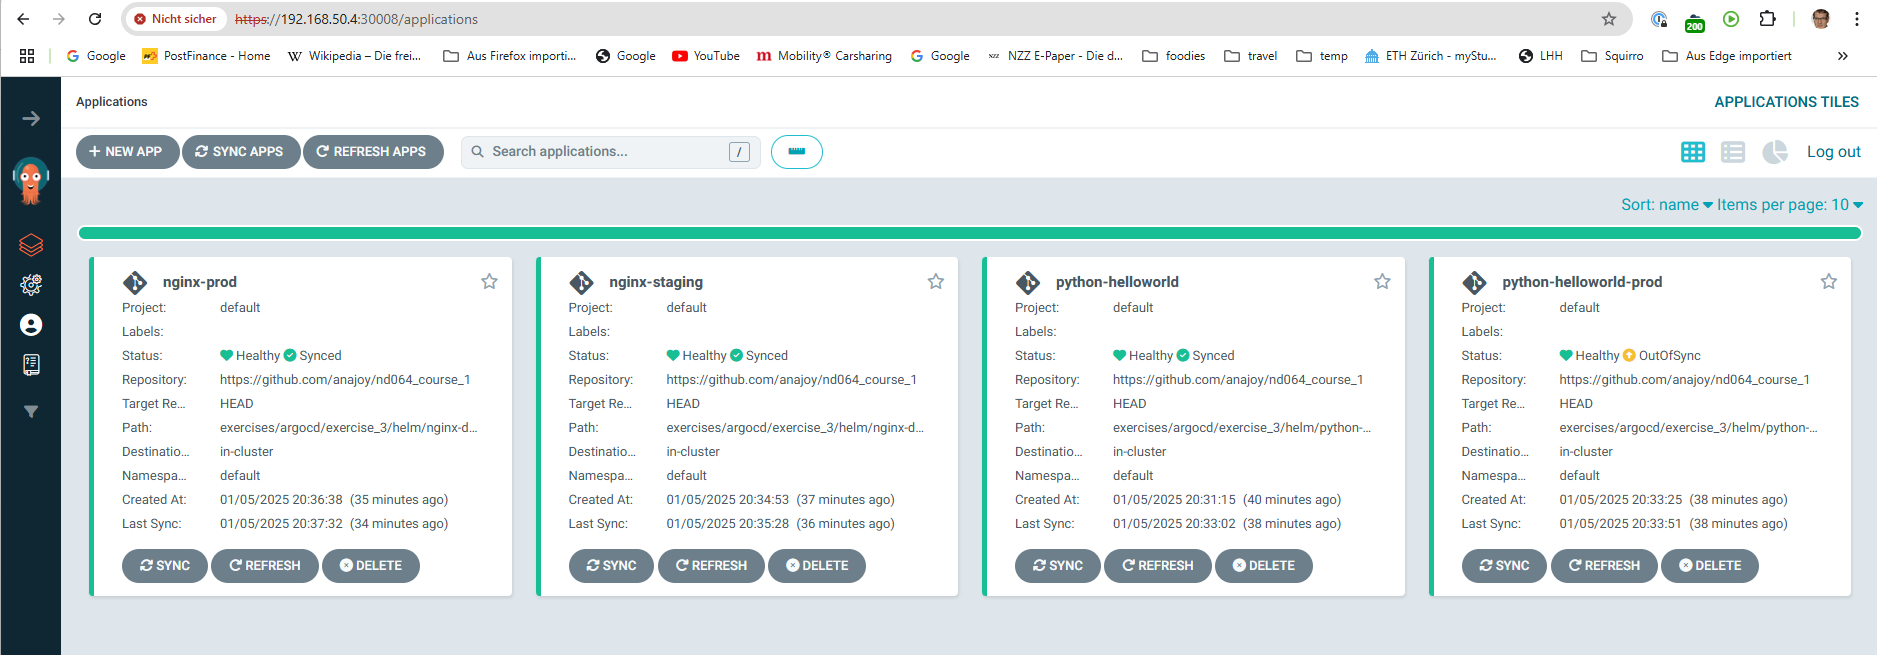 Nicht sicher https://192.168.50.4:30008/applications
200
Google PostFinance - Home Wikipedia – Die frei... Aus Firefox importi... Google YouTube Mobility® Carsharing Google NZZ E-Paper - Die d... foodies travel temp ETH Zürich - myStu... LHH Squirro Aus Edge importiert
Applications APPLICATIONS TILES
NEW APP SYNC APPS REFRESH APPS Search applications... / Log out
Sort: name Items per page: 10
nginx-prod
Project: default
Labels:
Status: Healthy Synced
Repository: https://github.com/anajoy/nd064_course_1
Target Re... HEAD
Path: exercises/argocd/exercise_3/helm/nginx-d...
Destinatio... in-cluster
Namespa... default
Created At: 01/05/2025 20:36:38 (35 minutes ago)
Last Sync: 01/05/2025 20:37:32 (34 minutes ago)
SYNC REFRESH DELETE
nginx-staging
Project: default
Labels:
Status: Healthy Synced
Repository: https://github.com/anajoy/nd064_course_1
Target Re... HEAD
Path: exercises/argocd/exercise_3/helm/nginx-d...
Destinatio... in-cluster
Namespa... default
Created At: 01/05/2025 20:34:53 (37 minutes ago)
Last Sync: 01/05/2025 20:35:28 (36 minutes ago)
SYNC REFRESH DELETE
python-helloworld
Project: default
Labels:
Status: Healthy Synced
Repository: https://github.com/anajoy/nd064_course_1
Target Re... HEAD
Path: exercises/argocd/exercise_3/helm/python-...
Destinatio... in-cluster
Namespa... default
Created At: 01/05/2025 20:31:15 (40 minutes ago)
Last Sync: 01/05/2025 20:33:02 (38 minutes ago)
SYNC REFRESH DELETE
python-helloworld-prod
Project: default
Labels:
Status: Healthy OutOfSync
Repository: https://github.com/anajoy/nd064_course_1
Target Re... HEAD
Path: exercises/argocd/exercise_3/helm/python-...
Destinatio... in-cluster
Namespa... default
Created At: 01/05/2025 20:33:25 (38 minutes ago)
Last Sync: 01/05/2025 20:33:51 (38 minutes ago)
SYNC REFRESH DELETE